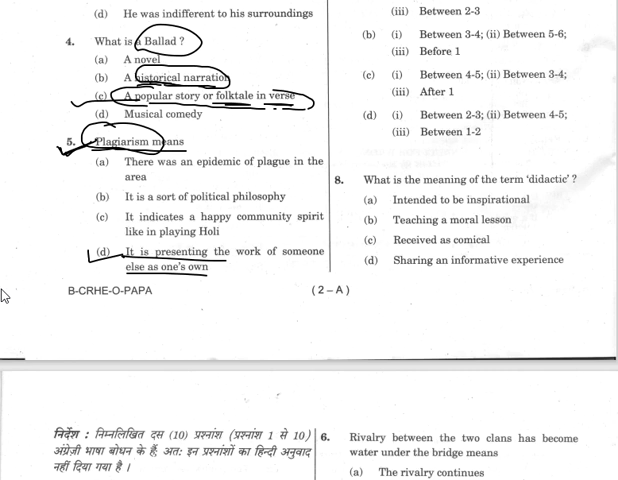 (d) He was indifferent to his surroundings
4. What is a Ballad ?
(a) A novel
(b) A historical narration
(c) A popular story or folktale in verse
(d) Musical comedy
5. Plagiarism means
(a) There was an epidemic of plague in the
area
(b) It is a sort of political philosophy
(c) It indicates a happy community spirit
like in playing Holi
(d) It is presenting the work of someone
else as one's own
(iii) Between 2-3
(b) (i) Between 3-4; (ii) Between 5-6;
(iii) Before 1
(c) (i) Between 4-5; (ii) Between 3-4;
(iii) After 1
(d) (i) Between 2-3; (ii) Between 4-5;
(iii) Between 1-2
8. What is the meaning of the term 'didactic' ?
(a) Intended to be inspirational
(b) Teaching a moral lesson
(c) Received as comical
(d) Sharing an informative experience
B-CRHE-O-PAPA
( 2 – A )
निर्देश : निम्नलिखित दस (10) प्रश्नांश (प्रश्नांश 1 से 10)
अंग्रेज़ी भाषा बोधन के हैं, अतः इन प्रश्नांशों का हिन्दी अनुवाद
नहीं दिया गया है ।
6. Rivalry between the two clans has become
water under the bridge means
(a) The rivalry continues